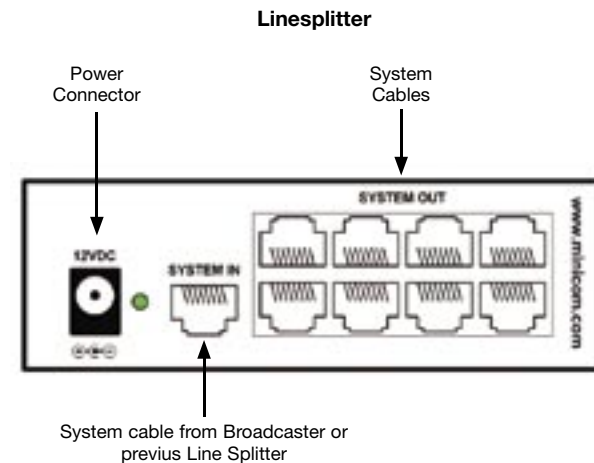 Linesplitter
Power
Connector
System
Cables
SYSTEM OUT
12VDC
SYSTEM IN
www.minicom.com
System cable from Broadcaster or
previus Line Splitter